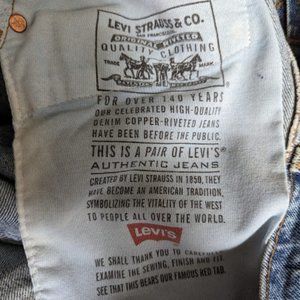 LEVI STRAUSS & CO.
SAN FRANCISCO,
ORIGINAL RIVETED
QUALITY CLOTHING
TRADE MARK
FOR OVER 140 YEARS
OUR CELEBRATED HIGH-QUALITY
DENIM COPPER-RIVETED JEANS
HAVE BEEN BEFORE THE PUBLIC.
THIS IS A PAIR OF LEVI'S
AUTHENTIC JEANS
CREATED BY LEVI STRAUSS IN 1850, THEY
HAVE BECOME AN AMERICAN TRADITION,
SYMBOLIZING THE VITALITY OF THE WEST
TO PEOPLE ALL OVER THE WORLD.
Levi's
WE SHALL THANK YOU TO CAREFULLY
EXAMINE THE SEWING, FINISH AND FIT.
SEE THAT THIS BEARS OUR FAMOUS RED TAB.